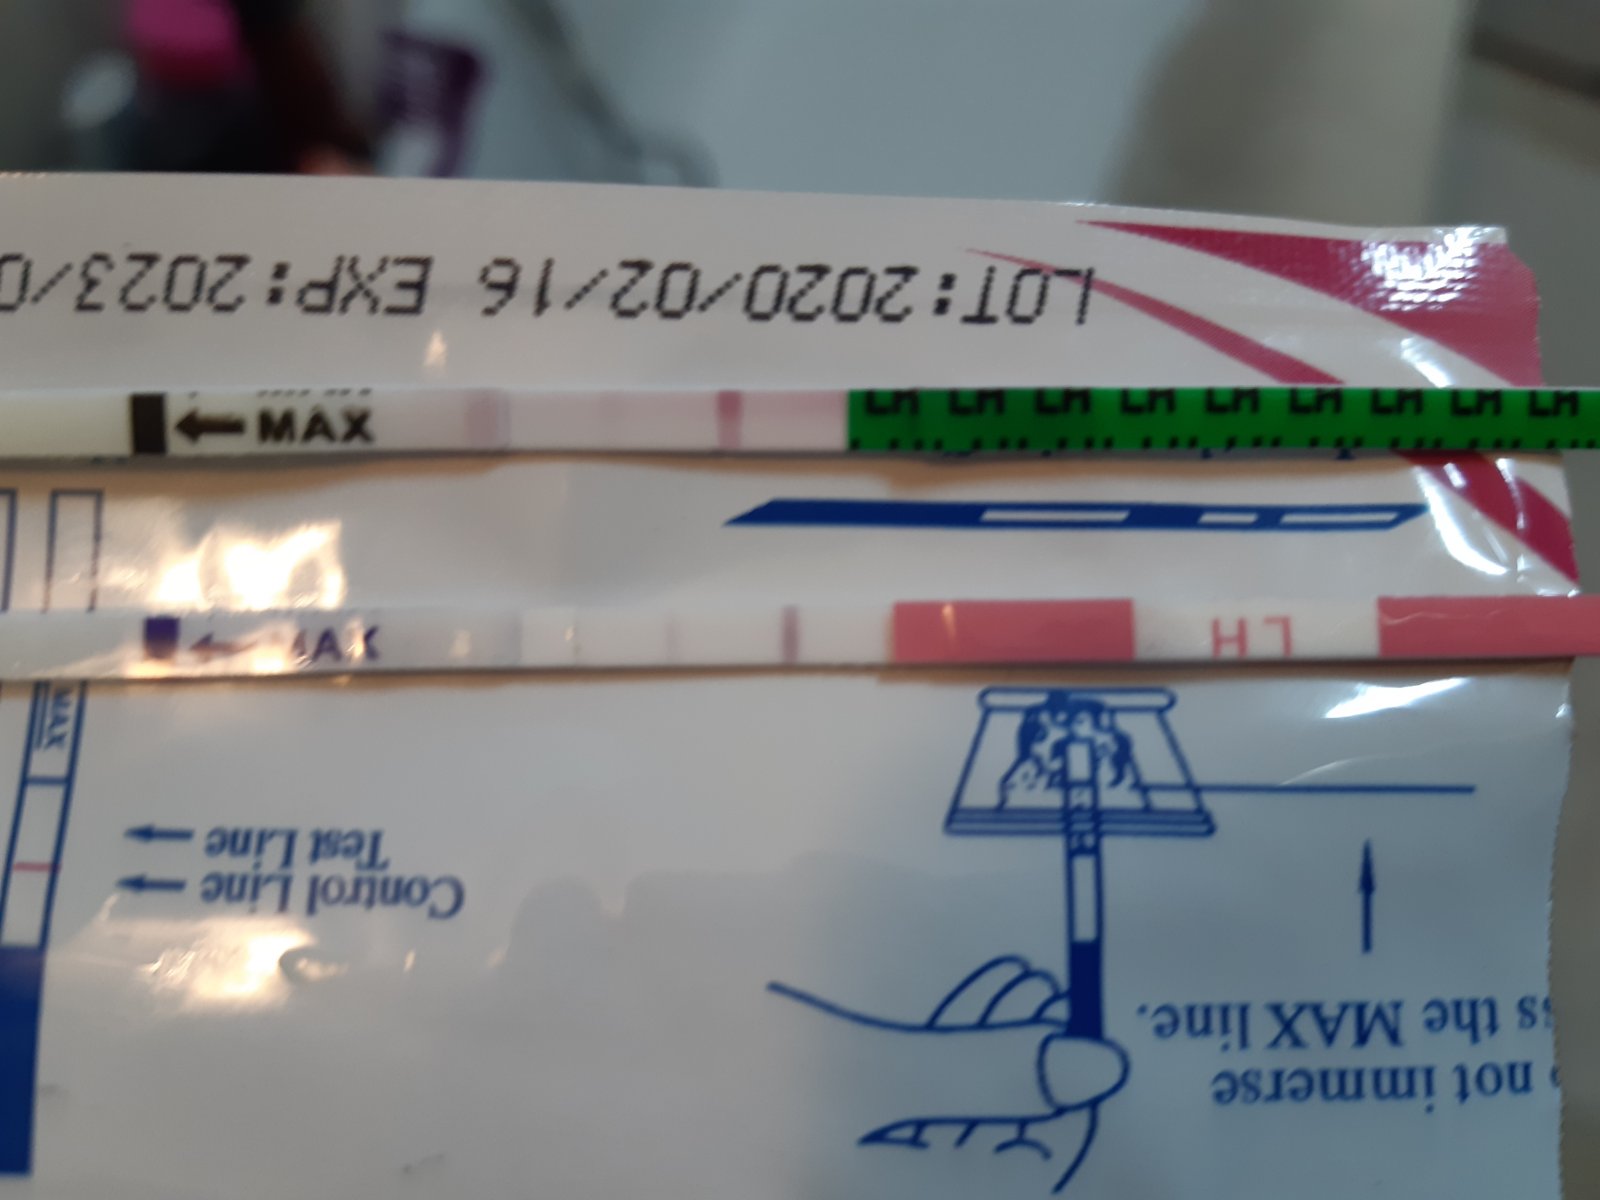 LOT:2020/02/16 EXP:2023/0
MAX
LH LH LH LH LH LH LH LH LH
MAX
LH
MAX
Test Line
Control Line
not immerse
the MAX line.